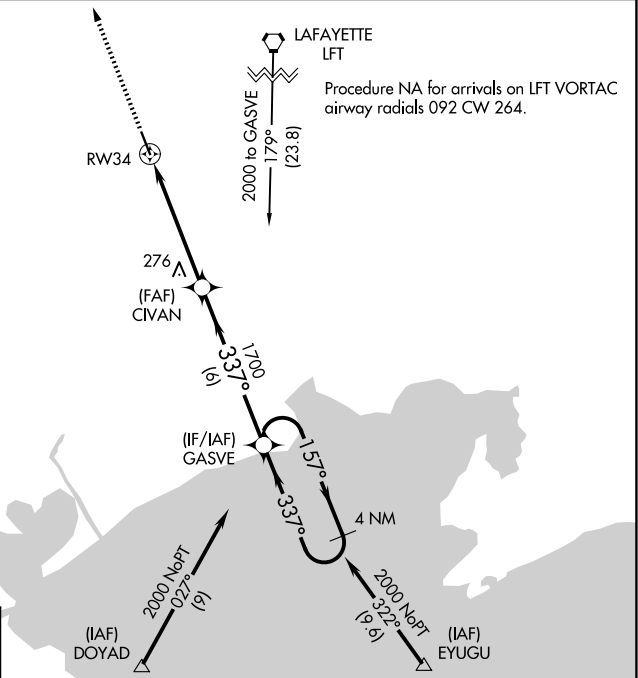 LAFAYETTE
LFT
Procedure NA for arrivals on LFT VORTAC
airway radials 092 CW 264.
2000 to GASVE
179°
(23.8)
RW34
276
(FAF)
CIVAN
1700
337°
(6)
(IF/IAF)
GASVE
157°
337°
4 NM
2000 NoPT
027°
(9)
2000 NoPT
322°
(9.6)
(IAF)
DOYAD
(IAF)
EYUGU